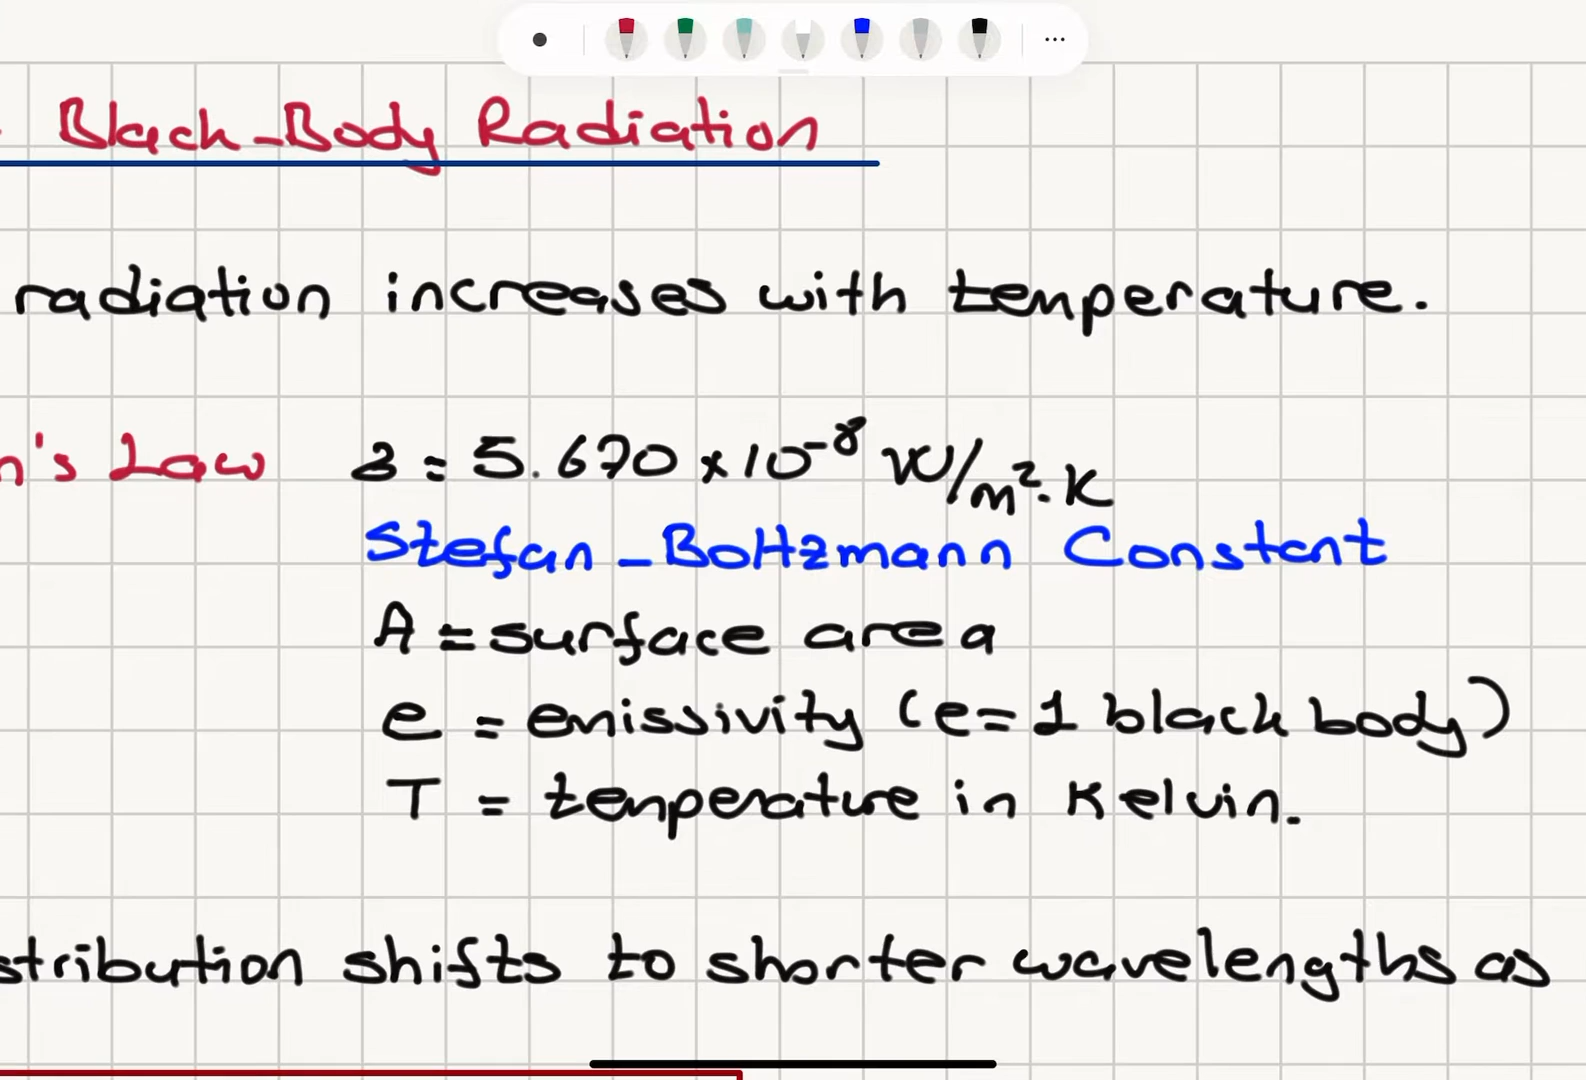 Black-Body Radiation
radiation increases with temperature.
n's Law
σ = 5.670 × 10⁻⁸ W/m².K
Stefan-Boltzmann Constant
A = surface area
e = emissivity (e=1 black body)
T = temperature in Kelvin.
stribution shifts to shorter wavelengths as